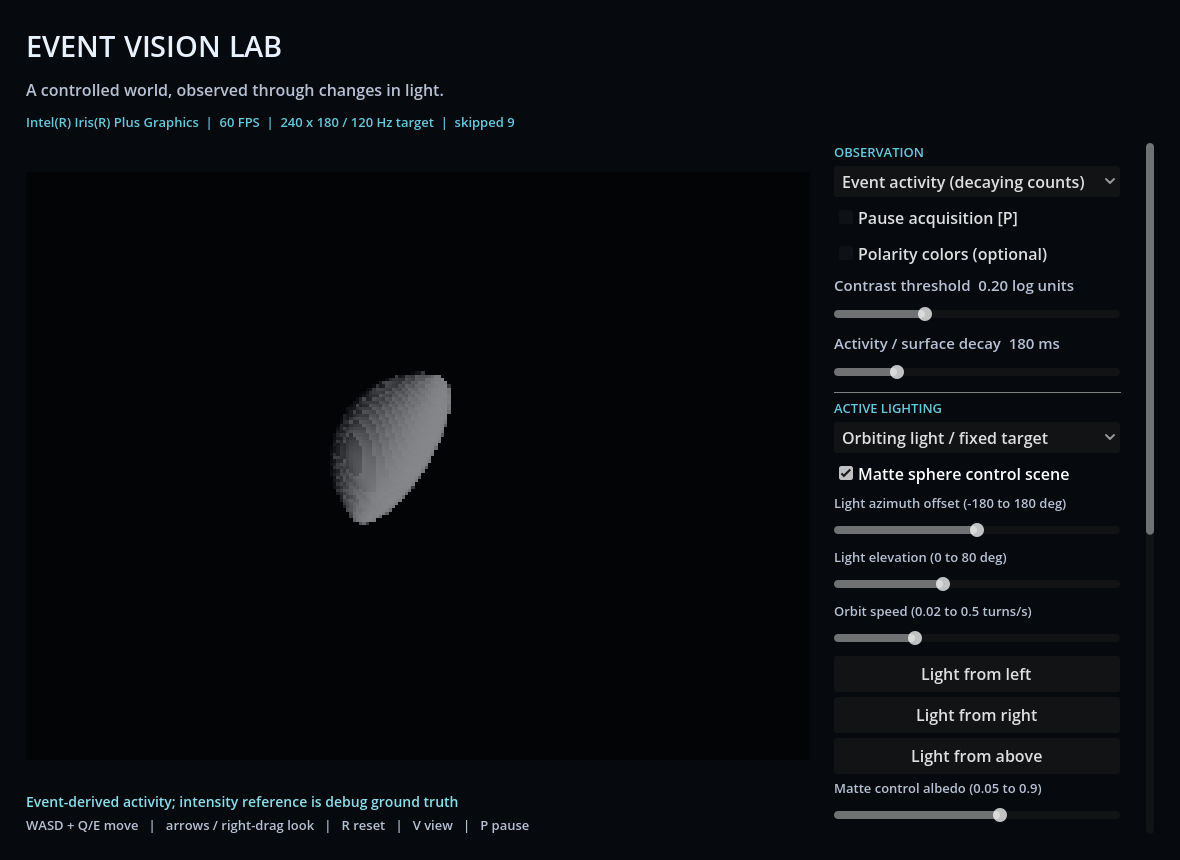 EVENT VISION LAB
A controlled world, observed through changes in light.
Intel(R) Iris(R) Plus Graphics | 60 FPS | 240 x 180 / 120 Hz target | skipped 9
OBSERVATION
Event activity (decaying counts)
Pause acquisition [P]
Polarity colors (optional)
Contrast threshold 0.20 log units
Activity / surface decay 180 ms
ACTIVE LIGHTING
Orbiting light / fixed target
Matte sphere control scene
Light azimuth offset (-180 to 180 deg)
Light elevation (0 to 80 deg)
Orbit speed (0.02 to 0.5 turns/s)
Light from left
Light from right
Light from above
Matte control albedo (0.05 to 0.9)
Event-derived activity; intensity reference is debug ground truth
WASD + Q/E move | arrows / right-drag look | R reset | V view | P pause